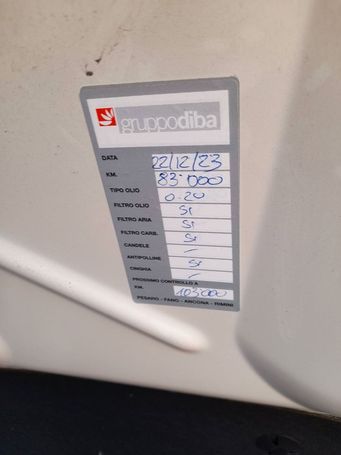 gruppodiba
DATA 22/12/23
KM. 83.000
TIPO OLIO 0.20
FILTRO OLIO Si
FILTRO ARIA Si
FILTRO CARB. Si
CANDELE -
ANTIPOLLINE Si
CINGHIA -
PROSSIMO CONTROLLO A
KM. 103.000
PESARO - FANO - ANCONA - RIMINI